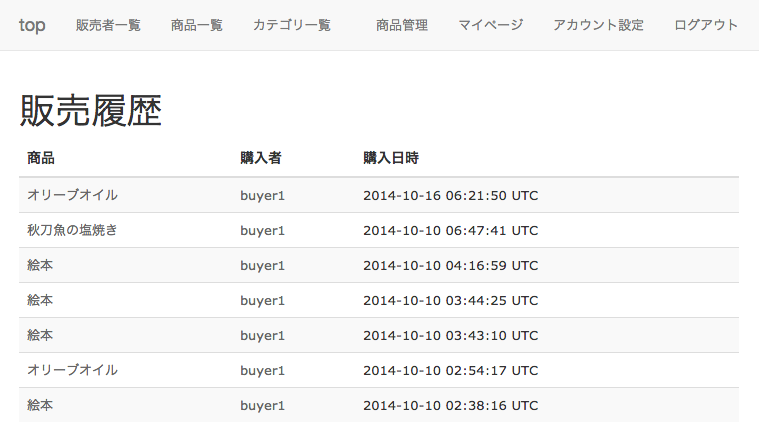 top 販売者一覧 商品一覧 カテゴリ一覧 商品管理 マイページ アカウント設定 ログアウト
販売履歴
商品 購入者 購入日時
オリーブオイル buyer1 2014-10-16 06:21:50 UTC
秋刀魚の塩焼き buyer1 2014-10-10 06:47:41 UTC
絵本 buyer1 2014-10-10 04:16:59 UTC
絵本 buyer1 2014-10-10 03:44:25 UTC
絵本 buyer1 2014-10-10 03:43:10 UTC
オリーブオイル buyer1 2014-10-10 02:54:17 UTC
絵本 buyer1 2014-10-10 02:38:16 UTC